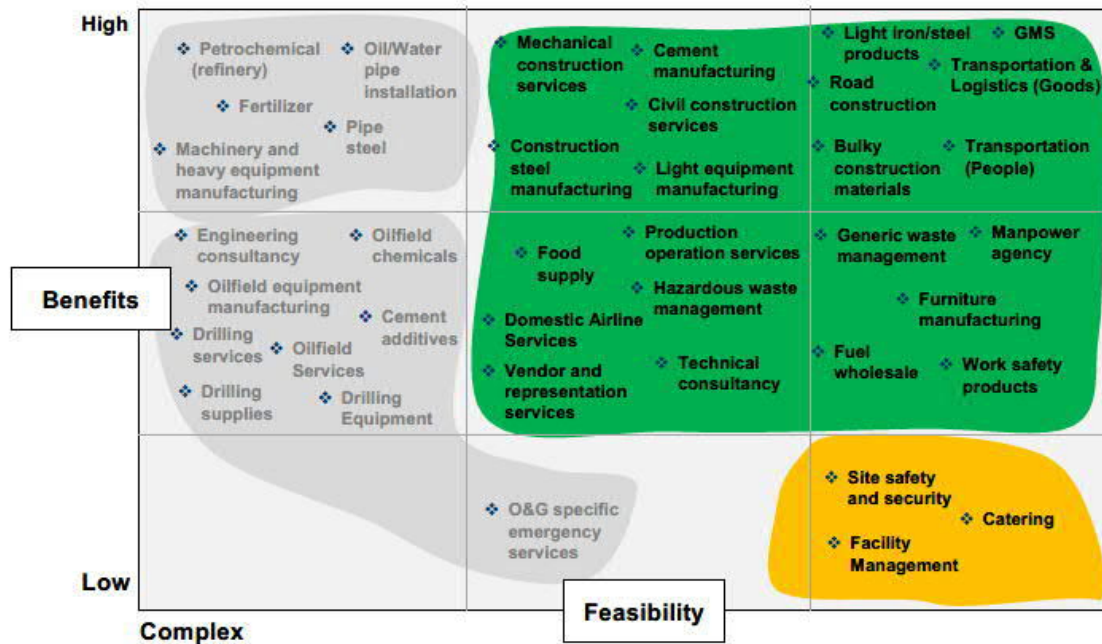 High
Petrochemical
(refinery)
Oil/Water
pipe
installation
Fertilizer
Pipe
steel
Machinery and
heavy equipment
manufacturing
Mechanical
construction
services
Cement
manufacturing
Civil construction
services
Construction
steel
manufacturing
Light equipment
manufacturing
Light iron/steel
products
GMS
Transportation &
Logistics (Goods)
Road
construction
Bulky
construction
materials
Transportation
(People)
Benefits
Engineering
consultancy
Oilfield
chemicals
Oilfield equipment
manufacturing
Cement
additives
Drilling
services
Oilfield
Services
Drilling
supplies
Drilling
Equipment
Production
operation services
Food
supply
Hazardous waste
management
Domestic Airline
Services
Vendor and
representation
services
Technical
consultancy
Generic waste
management
Manpower
agency
Furniture
manufacturing
Fuel
wholesale
Work safety
products
O&G specific
emergency
services
Site safety
and security
Catering
Facility
Management
Low
Feasibility
Complex